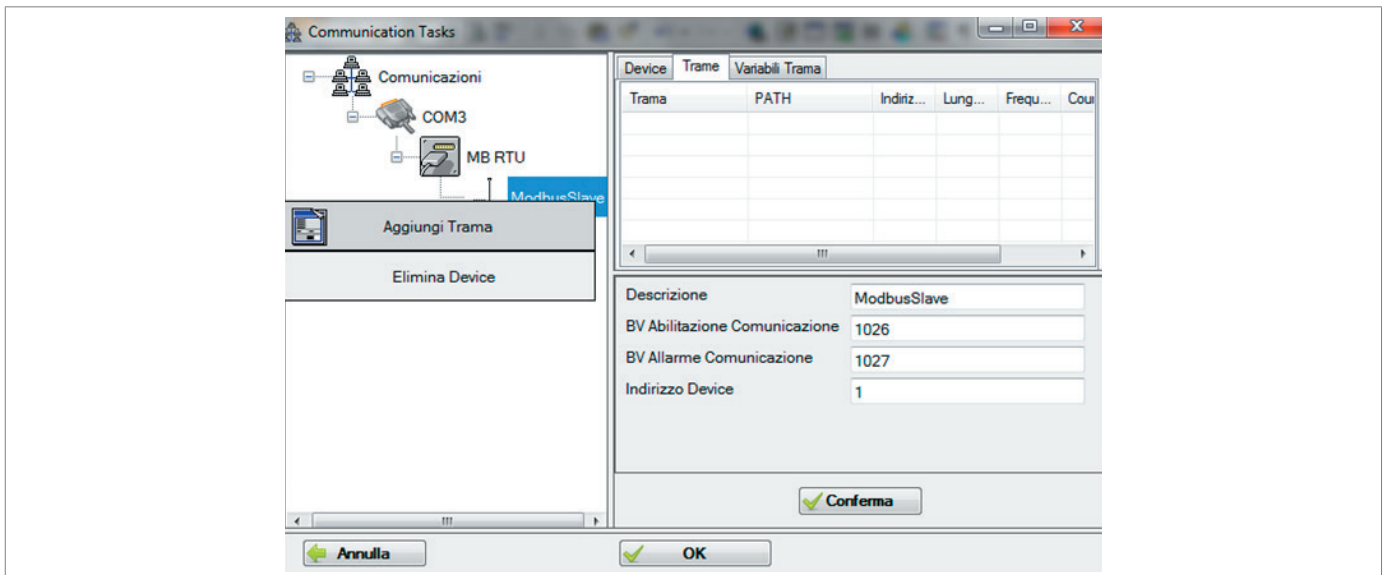 Communication Tasks
Comunicazioni
COM3
MB RTU
ModbusSlave
Aggiungi Trama
Elimina Device
Device Trame Variabili Trama
Trama PATH Indiriz... Lung... Frequ... Cour
Descrizione ModbusSlave
BV Abilitazione Comunicazione 1026
BV Allarme Comunicazione 1027
Indirizzo Device 1
Conferma
Annulla OK